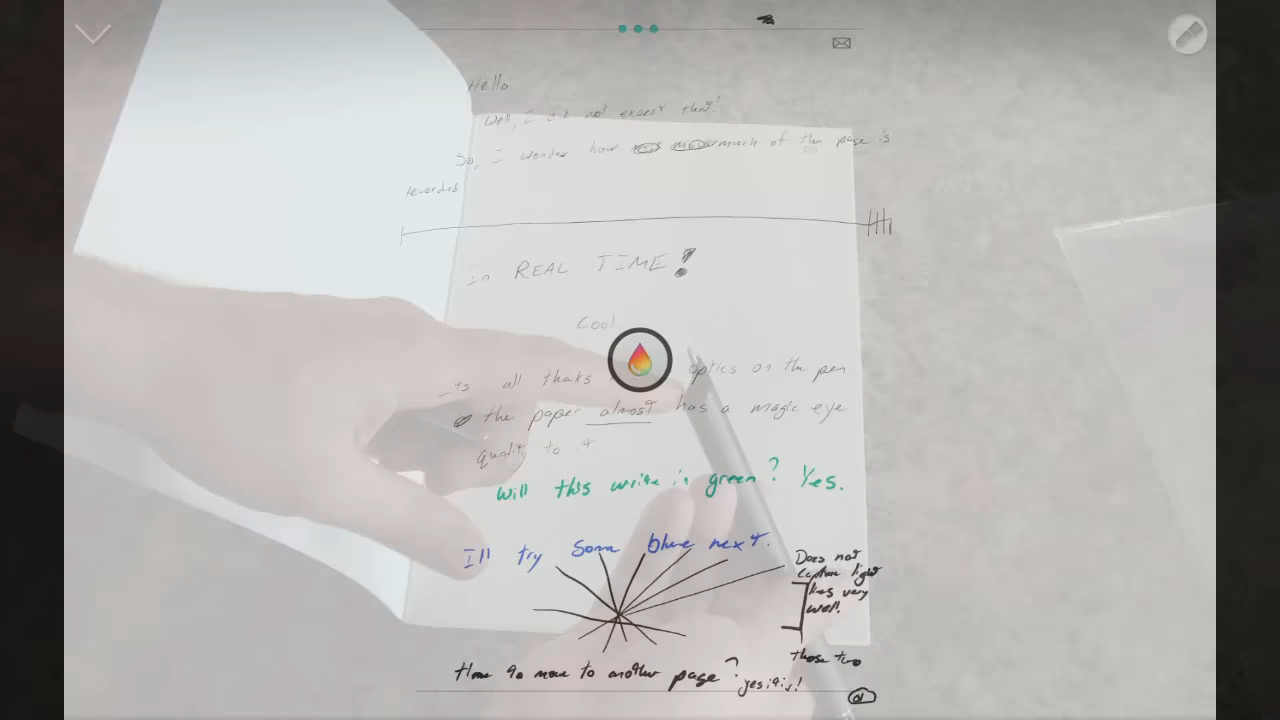 Hello
Well, I did not expect that!
So, I wonder how much of the page is
recorded
In REAL TIME!
Cool
Its all thanks optics on the pen
the paper almost has a magic eye
quality to it
Will this write in green? Yes.
I'll try some blue next.
Does not
capture light
lines very
well.
those two
How to move to another page?
yes it is!